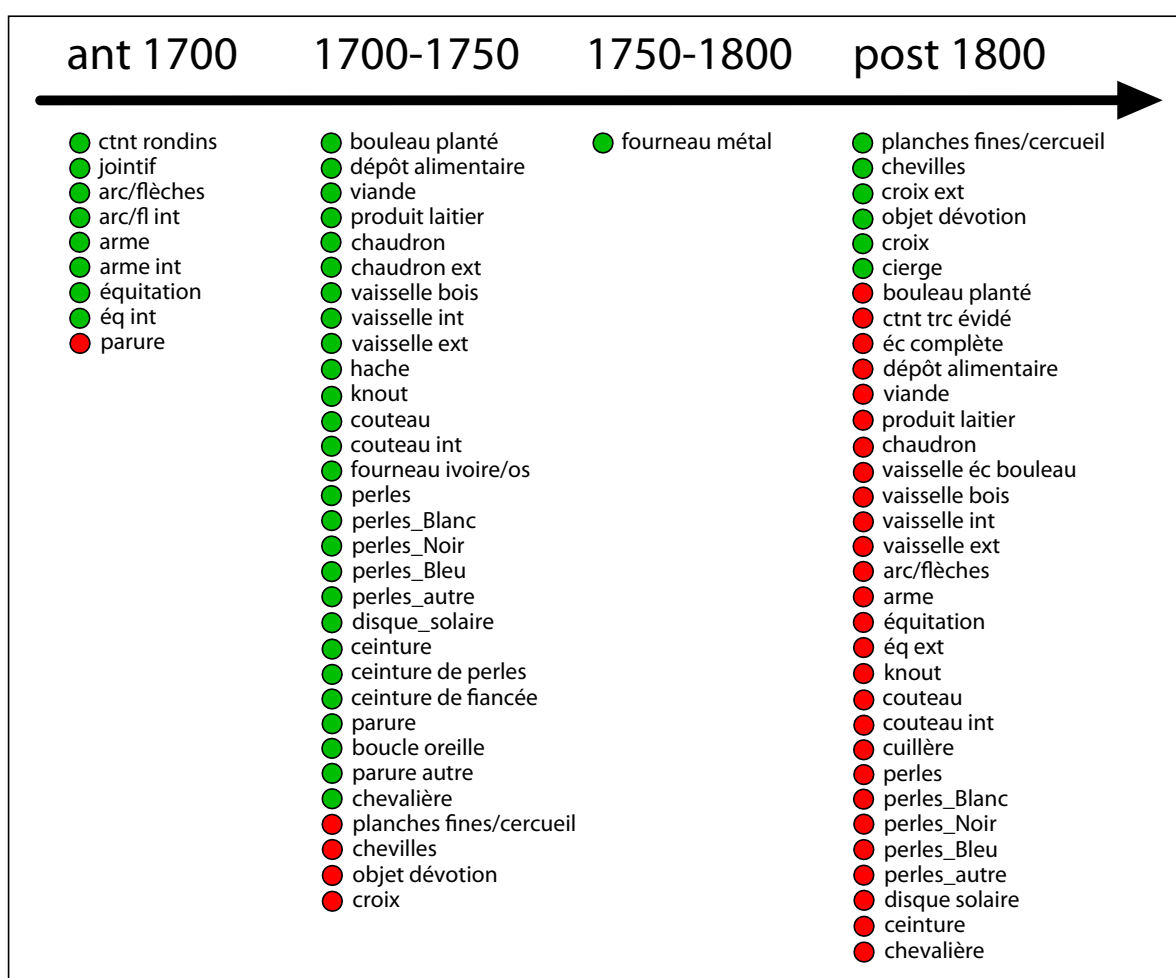 ant 1700
1700-1750
1750-1800
post 1800
ctnt rondins
jointif
arc/flèches
arc/fl int
arme
arme int
équitation
éq int
parure
bouleau planté
dépôt alimentaire
viande
produit laitier
chaudron
chaudron ext
vaisselle bois
vaisselle int
vaisselle ext
hache
knout
couteau
couteau int
fourneau ivoire/os
perles
perles_Blanc
perles_Noir
perles_Bleu
perles_autre
disque_solaire
ceinture
ceinture de perles
ceinture de fiancée
parure
boucle oreille
parure autre
chevalière
planches fines/cercueil
chevilles
objet dévotion
croix
fourneau métal
planches fines/cercueil
chevilles
croix ext
objet dévotion
croix
cierge
bouleau planté
ctnt trc évidé
éc complète
dépôt alimentaire
viande
produit laitier
chaudron
vaisselle éc bouleau
vaisselle bois
vaisselle int
vaisselle ext
arc/flèches
arme
équitation
éq ext
knout
couteau
couteau int
cuillère
perles
perles_Blanc
perles_Noir
perles_Bleu
perles_autre
disque solaire
ceinture
chevalière